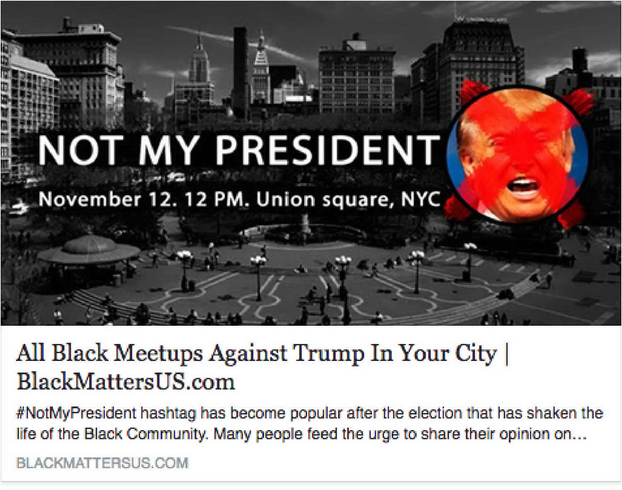 NOT MY PRESIDENT
November 12. 12 PM. Union square, NYC
All Black Meetups Against Trump In Your City |
BlackMattersUS.com
#NotMyPresident hashtag has become popular after the election that has shaken the
life of the Black Community. Many people feed the urge to share their opinion on...
BLACKMATTERSUS.COM